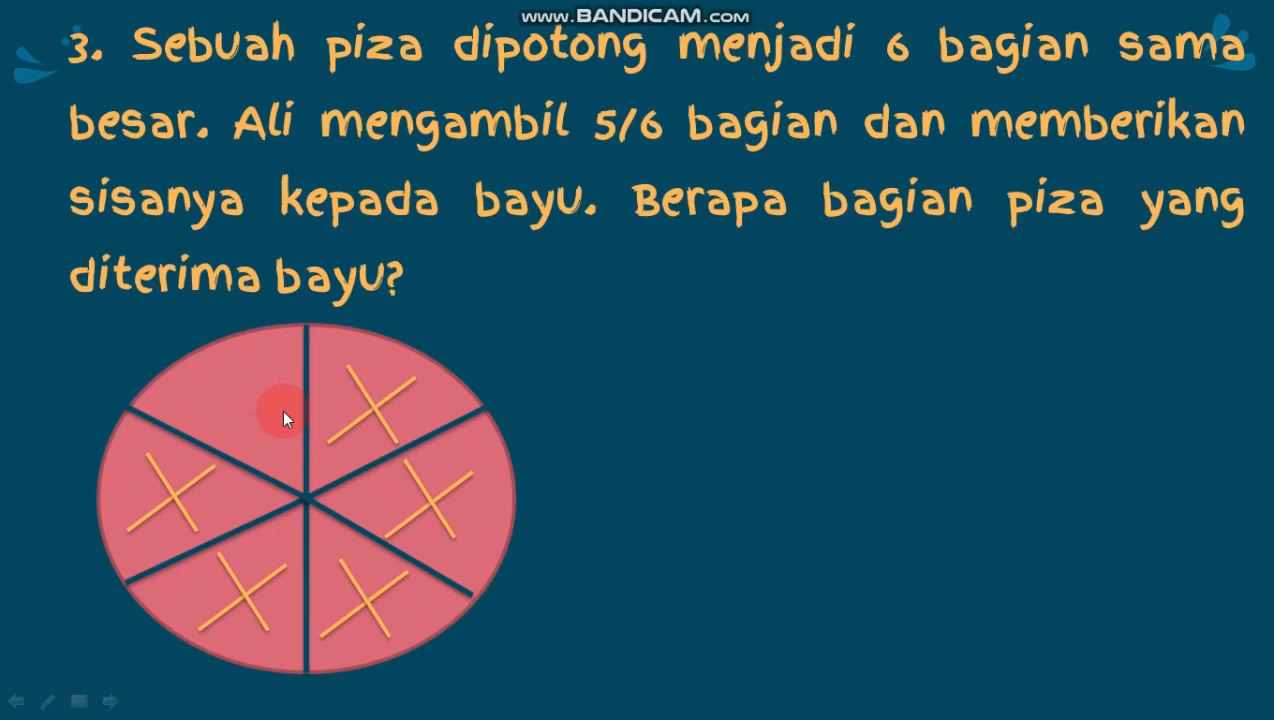 www.BANDICAM.com
3. Sebuah piza dipotong menjadi 6 bagian sama
besar. Ali mengambil 5/6 bagian dan memberikan
sisanya kepada bayu. Berapa bagian piza yang
diterima bayu?